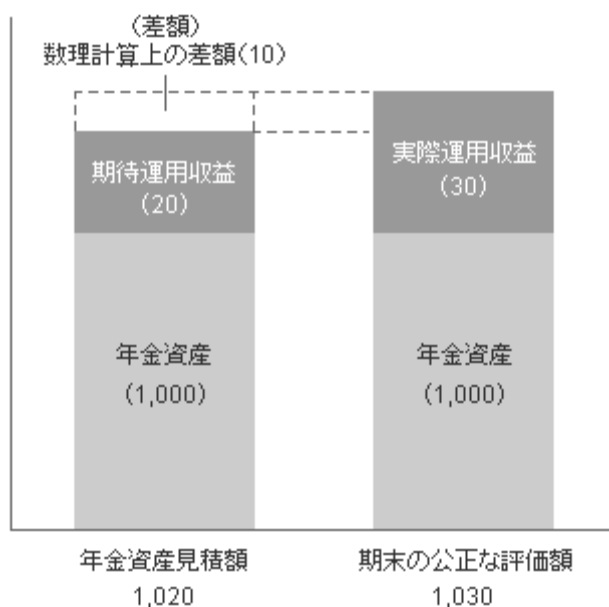 (差額)
数理計算上の差額(10)
期待運用収益
(20)
実際運用収益
(30)
年金資産
(1,000)
年金資産
(1,000)
年金資産見積額
1,020
期末の公正な評価額
1,030